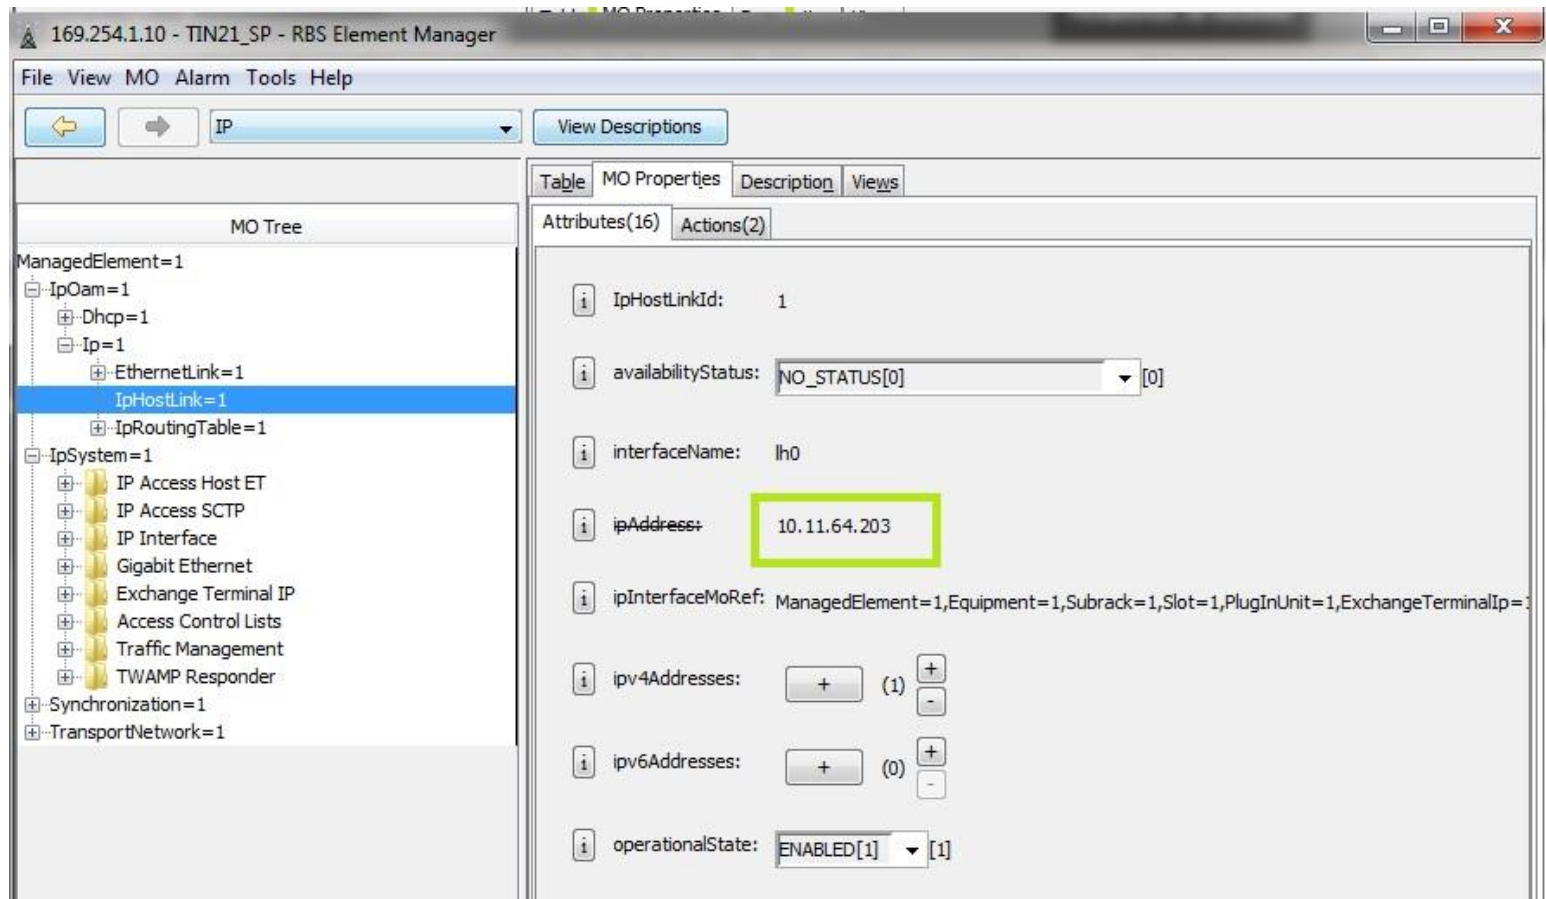 169.254.1.10 - TIN21_SP - RBS Element Manager
File View MO Alarm Tools Help
IP View Descriptions
Table MO Properties Description Views
MO Tree
Attributes(16) Actions(2)
ManagedElement=1
IpOam=1
Dhcp=1
Ip=1
EthernetLink=1
IpHostLink=1
IpRoutingTable=1
IpSystem=1
IP Access Host ET
IP Access SCTP
IP Interface
Gigabit Ethernet
Exchange Terminal IP
Access Control Lists
Traffic Management
TWAMP Responder
Synchronization=1
TransportNetwork=1
i IpHostLinkId: 1
i availabilityStatus: NO_STATUS[0] [0]
i interfaceName: lh0
i ipAddress: 10.11.64.203
i ipInterfaceMoRef: ManagedElement=1,Equipment=1,Subrack=1,Slot=1,PlugInUnit=1,ExchangeTerminalIp=1
i ipv4Addresses: + (1) + -
i ipv6Addresses: + (0) + -
i operationalState: ENABLED[1] [1]